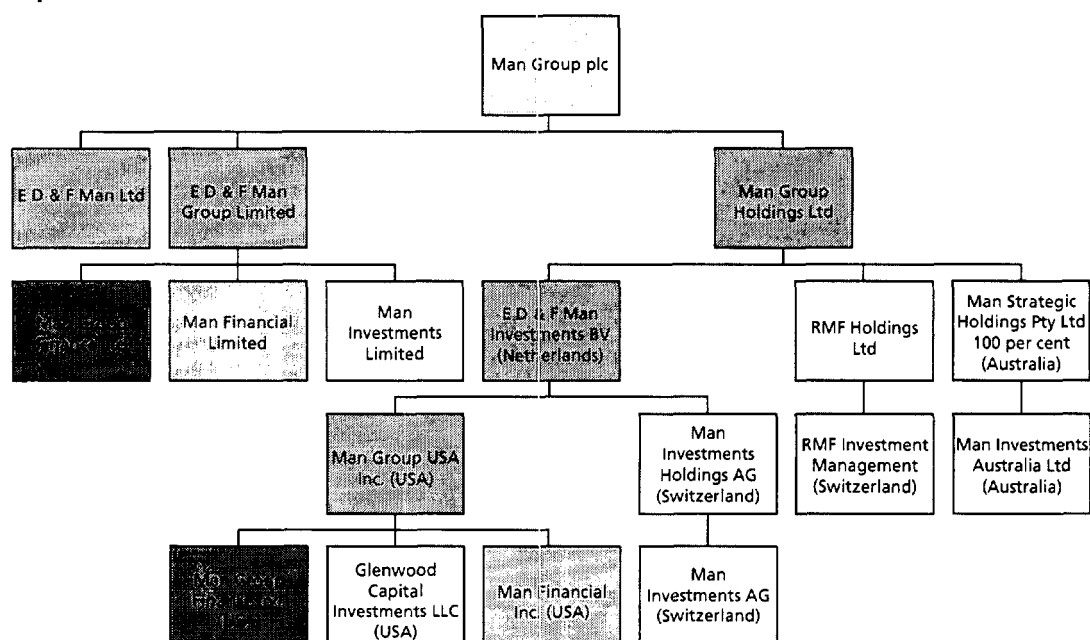 Man Group plc
E D & F Man Ltd
E D & F Man
Group Limited
Man Group
Holdings Ltd
Man Financial
Limited
Man
Investments
Limited
E D & F Man
Investments BV
(Netherlands)
RMF Holdings
Ltd
Man Strategic
Holdings Pty Ltd
100 per cent
(Australia)
Man Group USA
Inc. (USA)
Man
Investments
Holdings AG
(Switzerland)
RMF Investment
Management
(Switzerland)
Man Investments
Australia Ltd
(Australia)
Glenwood
Capital
Investments LLC
(USA)
Man Financial
Inc. (USA)
Man
Investments AG
(Switzerland)